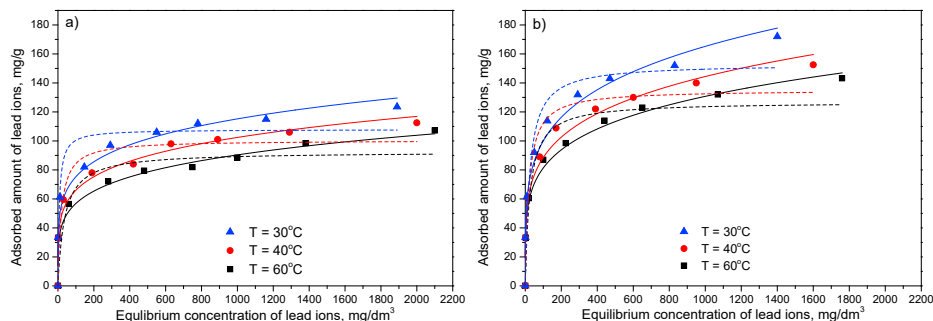 a)
Adsorbed amount of lead ions, mg/g
180
160
140
120
100
80
60
40
20
0
T = 30°C
T = 40°C
T = 60°C
0 200 400 600 800 1000 1200 1400 1600 1800 2000 2200
Equlibrium concentration of lead ions, mg/dm³
b)
Adsorbed amount of lead ions, mg/g
180
160
140
120
100
80
60
40
20
0
T = 30°C
T = 40°C
T = 60°C
0 200 400 600 800 1000 1200 1400 1600 1800 2000 2200
Equilibrium concentration of lead ions, mg/dm³